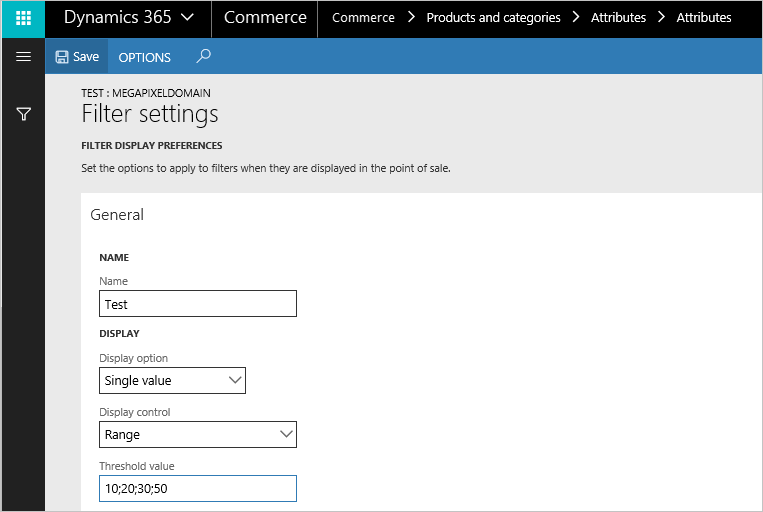 Dynamics 365 Commerce Commerce Products and categories Attributes Attributes
Save OPTIONS
TEST : MEGAPIXELDOMAIN
Filter settings
FILTER DISPLAY PREFERENCES
Set the options to apply to filters when they are displayed in the point of sale.
General
NAME
Name
Test
DISPLAY
Display option
Single value
Display control
Range
Threshold value
10;20;30;50